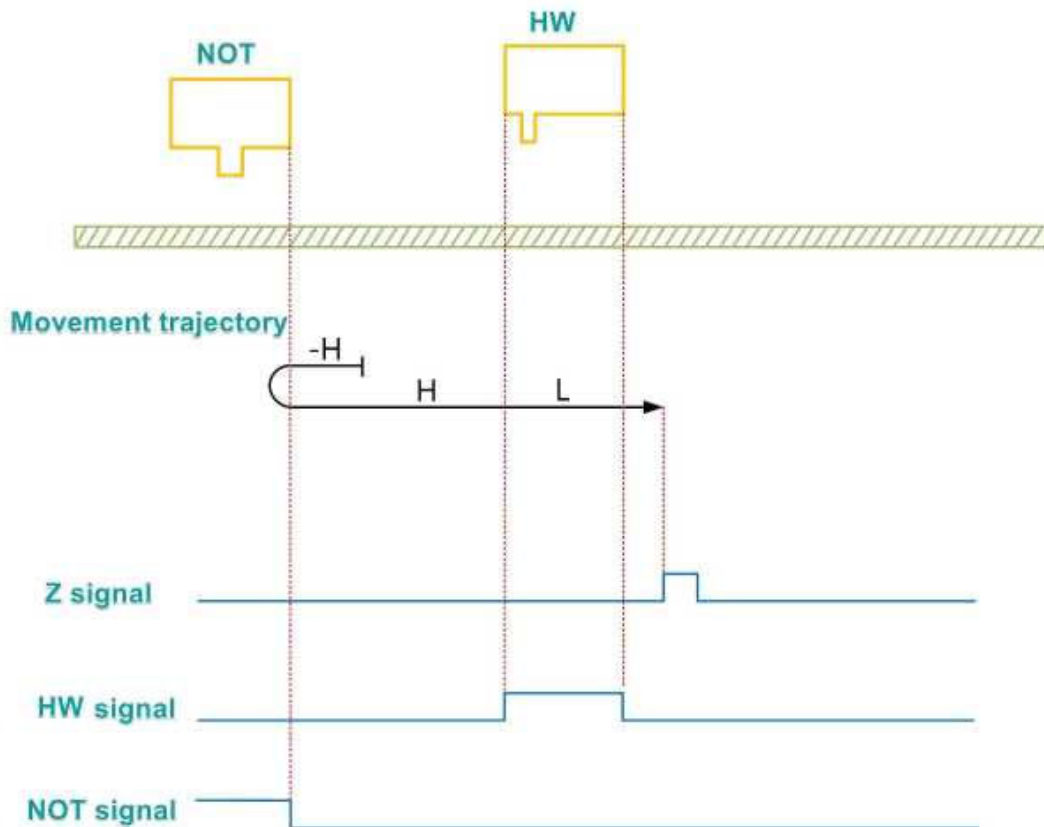 HW
NOT
Movement trajectory
-H
H L
Z signal
HW signal
NOT signal